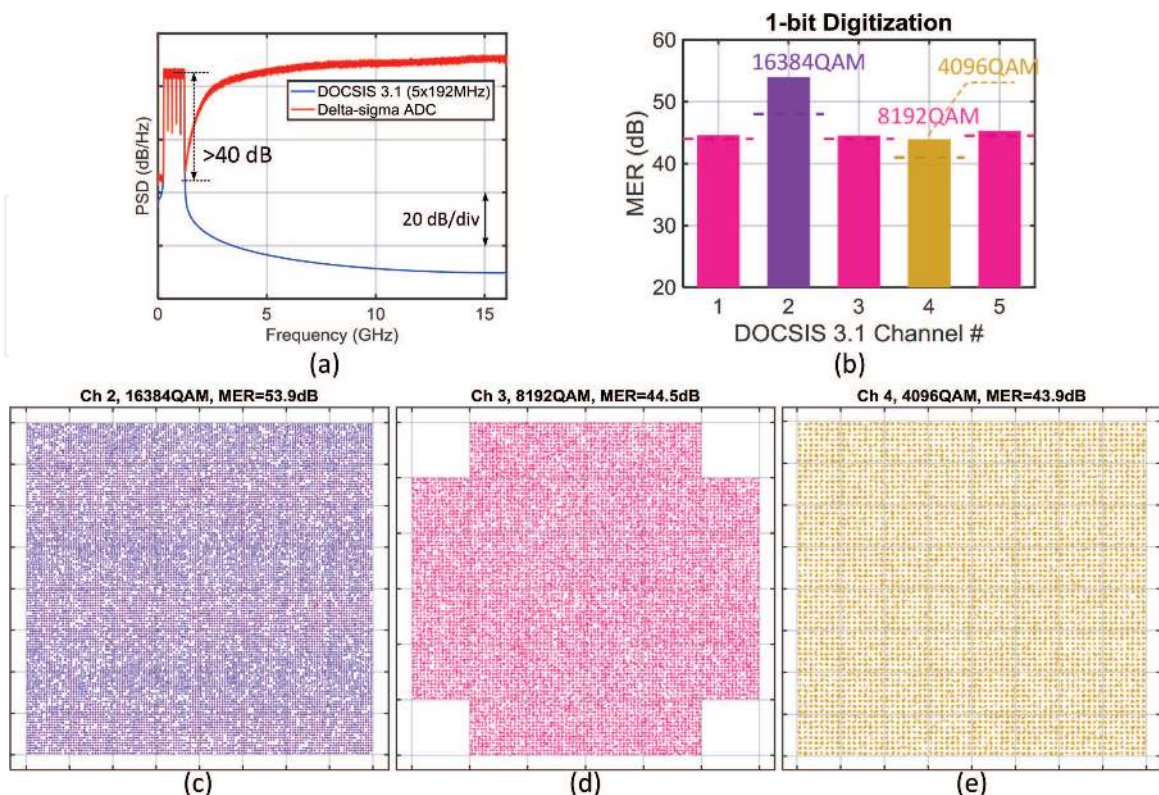 PSD (dB/Hz)
DOCSIS 3.1 (5x192MHz)
Delta-sigma ADC
>40 dB
20 dB/div
0
5
10
15
Frequency (GHz)
(a)
1-bit Digitization
MER (dB)
60
50
40
30
20
16384QAM
4096QAM
8192QAM
1
2
3
4
5
DOCSIS 3.1 Channel #
(b)
Ch 2, 16384QAM, MER=53.9dB
(c)
Ch 3, 8192QAM, MER=44.5dB
(d)
Ch 4, 4096QAM, MER=43.9dB
(e)